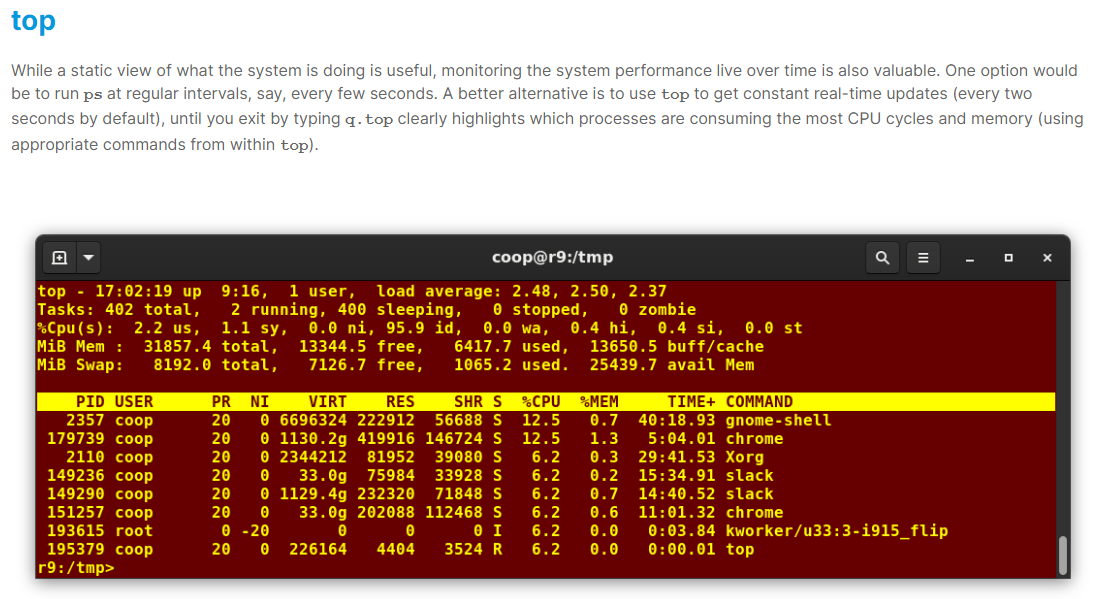 top
While a static view of what the system is doing is useful, monitoring the system performance live over time is also valuable. One option would
be to run ps at regular intervals, say, every few seconds. A better alternative is to use top to get constant real-time updates (every two
seconds by default), until you exit by typing q.top clearly highlights which processes are consuming the most CPU cycles and memory (using
appropriate commands from within top).
coop@r9:/tmp
top - 17:02:19 up  9:16,  1 user,  load average: 2.48, 2.50, 2.37
Tasks: 402 total,   2 running, 400 sleeping,   0 stopped,   0 zombie
%Cpu(s):  2.2 us,  1.1 sy,  0.0 ni, 95.9 id,  0.0 wa,  0.4 hi,  0.4 si,  0.0 st
MiB Mem :  31857.4 total,  13344.5 free,   6417.7 used,  13650.5 buff/cache
MiB Swap:   8192.0 total,   7126.7 free,   1065.2 used.  25439.7 avail Mem
PID USER      PR  NI    VIRT    RES    SHR S  %CPU  %MEM     TIME+ COMMAND
2357 coop      20   0 6696324 222912  56688 S  12.5   0.7  40:18.93 gnome-shell
179739 coop      20   0 1130.2g 419916 146724 S  12.5   1.3   5:04.01 chrome
2110 coop      20   0 2344212  81952  39080 S   6.2   0.3  29:41.53 Xorg
149236 coop      20   0   33.0g  75984  33928 S   6.2   0.2  15:34.91 slack
149290 coop      20   0 1129.4g 232320  71848 S   6.2   0.7  14:40.52 slack
151257 coop      20   0   33.0g 202088 112468 S   6.2   0.6  11:01.32 chrome
193615 root       0 -20       0      0      0 I   6.2   0.0   0:03.84 kworker/u33:3-i915_flip
195379 coop      20   0  226164   4404   3524 R   6.2   0.0   0:00.01 top
r9:/tmp>